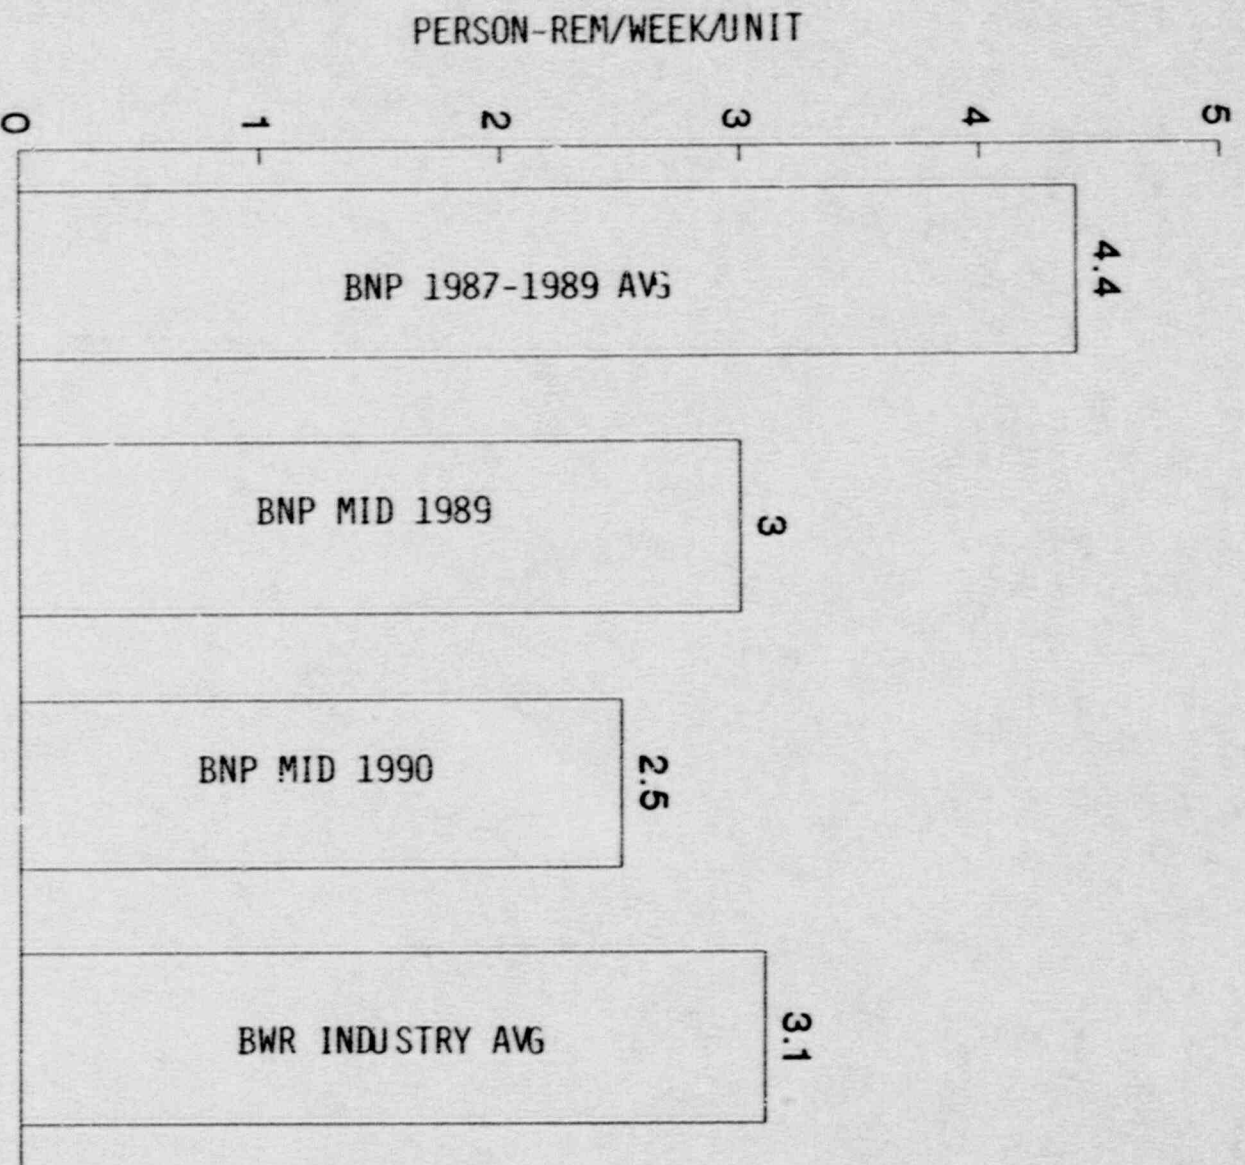 PERSON-REM/WEEK/UNIT
0 1 2 3 4 5
BNP 1987-1989 AVG
4.4
BNP MID 1989
3
BNP MID 1990
2.5
BWR INDUSTRY AVG
3.1